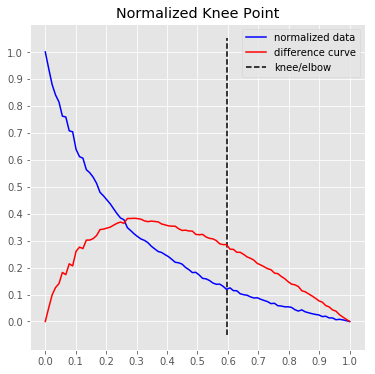 Normalized Knee Point
normalized data
difference curve
knee/elbow
1.0
0.9
0.8
0.7
0.6
0.5
0.4
0.3
0.2
0.1
0.0
0.0 0.1 0.2 0.3 0.4 0.5 0.6 0.7 0.8 0.9 1.0